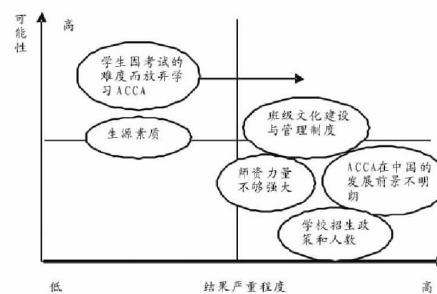 可能性
高
学生因考试的
难度而放弃学
习ACCA
生源素质
班级文化建设
与管理制度
师资力量
不够强大
ACCA在中国的
发展前景不明
朗
学校招生政
策和人数
低
结果严重程度
高